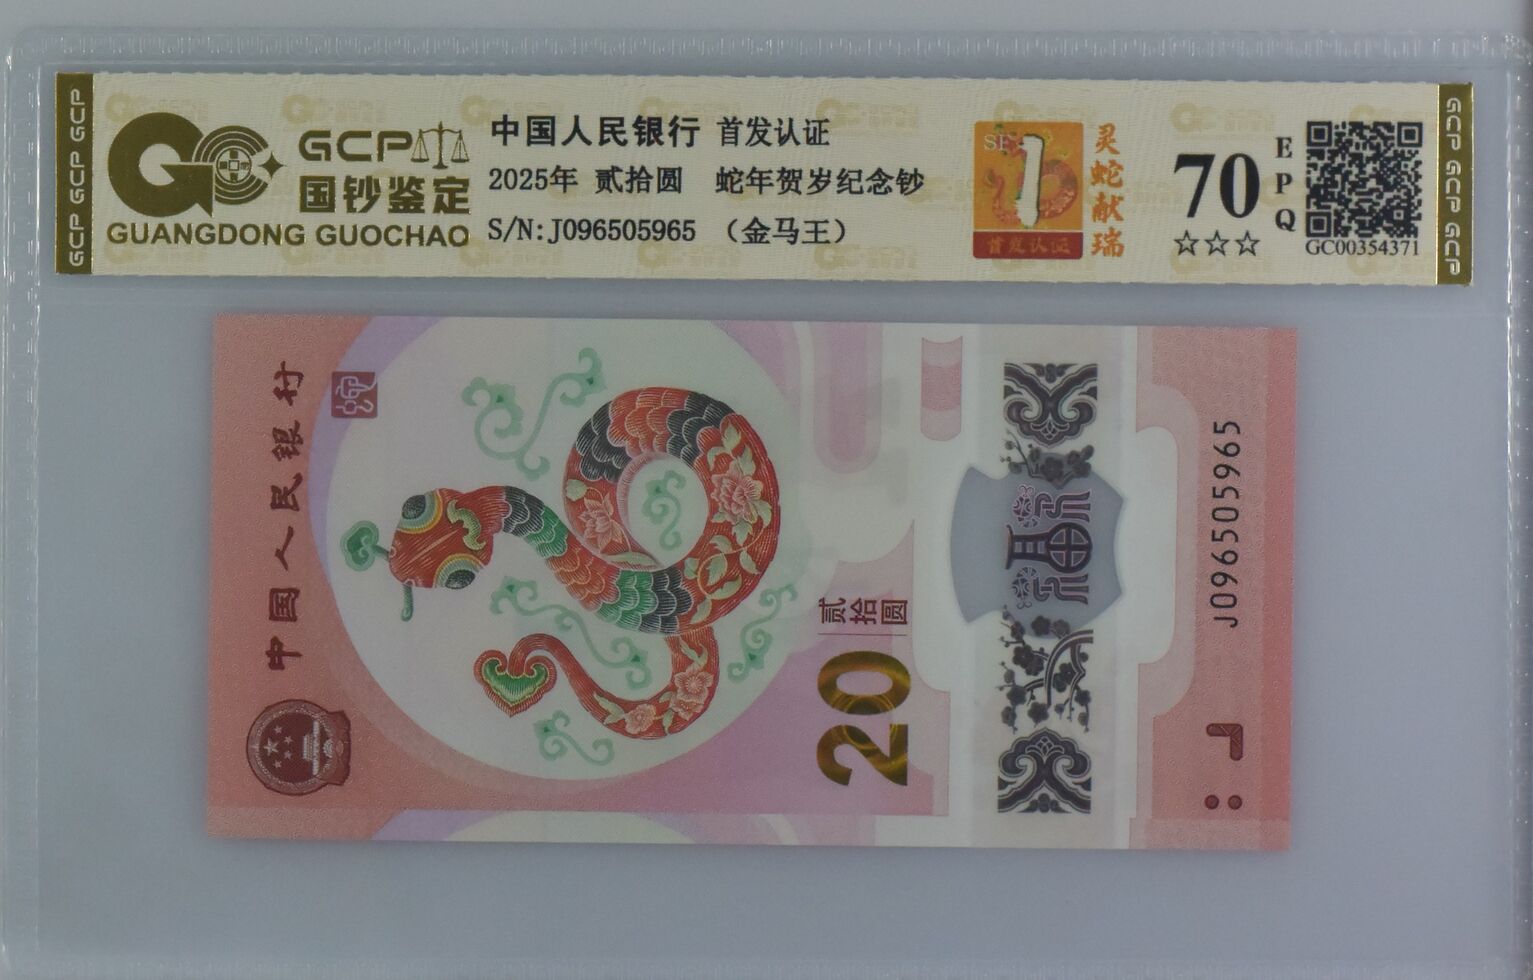 GCP GCP GCP
GCP
国钞鉴定
GUANGDONG GUOCHAO
中国人民银行 首发认证
2025年 贰拾圆 蛇年贺岁纪念钞
S/N:J096505965 （金马王）
1
首发认证
灵蛇献瑞
70
EPQ
☆☆☆
GC00354371
GCP GCP GCP
中国人民银行
贰拾圆
20
J096505965